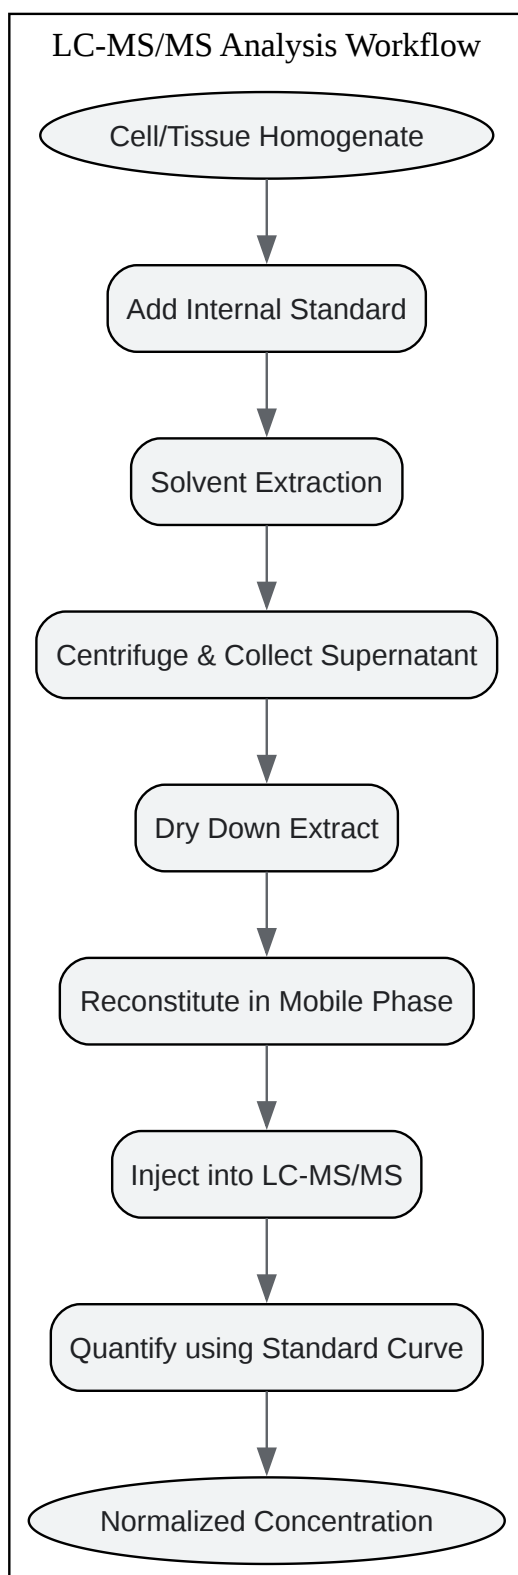 LC-MS/MS Analysis Workflow
Cell/Tissue Homogenate
Add Internal Standard
Solvent Extraction
Centrifuge & Collect Supernatant
Dry Down Extract
Reconstitute in Mobile Phase
Inject into LC-MS/MS
Quantify using Standard Curve
Normalized Concentration